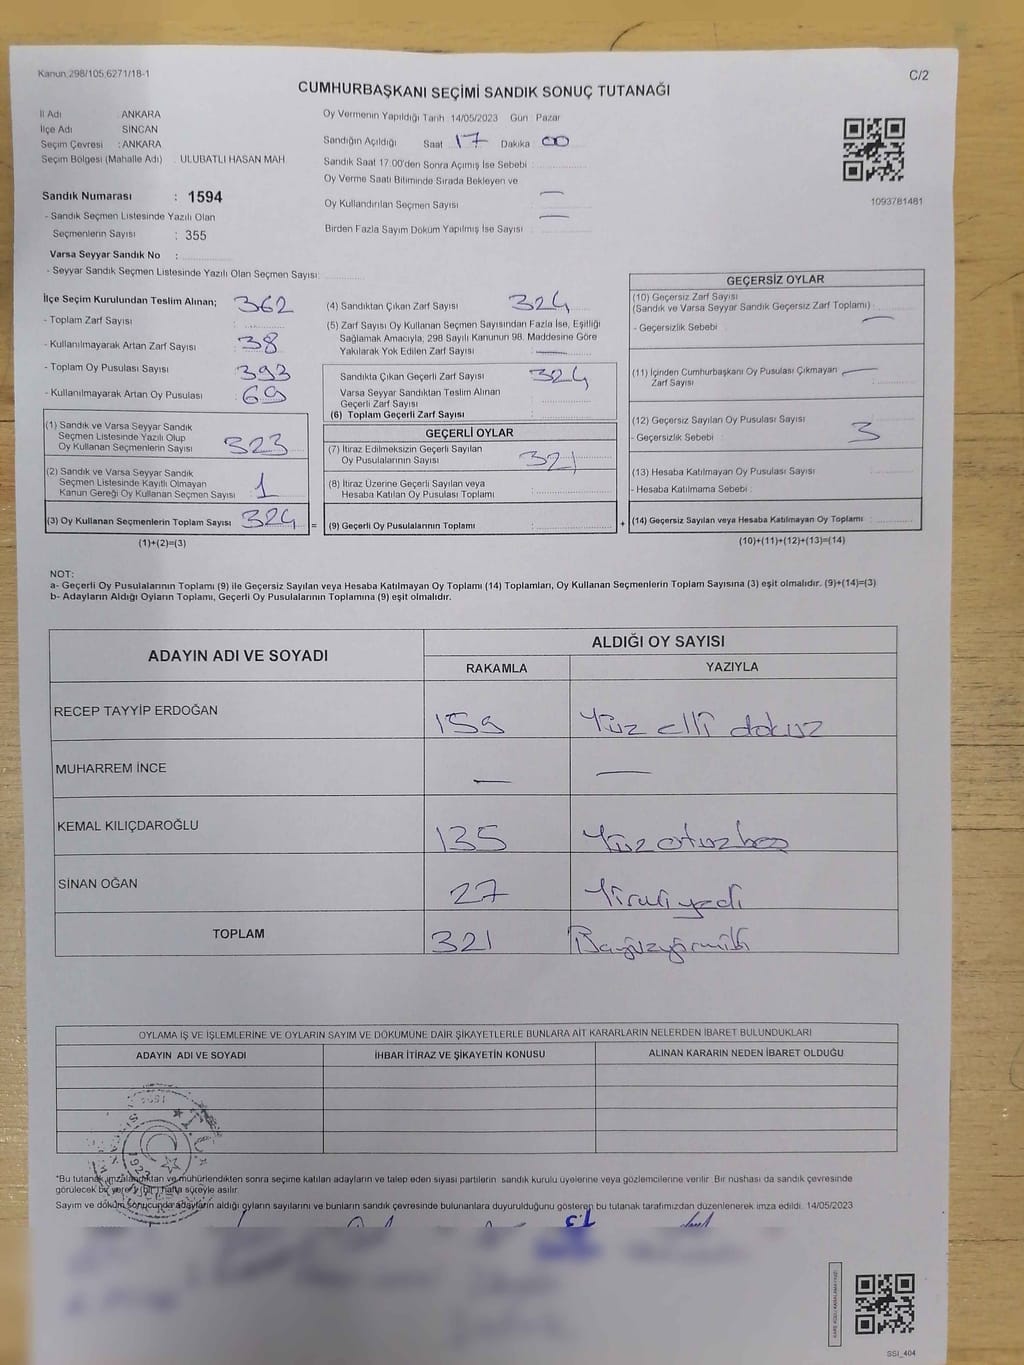 Kanun,298/105,6271/18-1
C/2
CUMHURBAŞKANI SEÇİMİ SANDIK SONUÇ TUTANAĞI
İl Adı : ANKARA
İlçe Adı : SİNCAN
Seçim Çevresi : ANKARA
Seçim Bölgesi (Mahalle Adı) : ULUBATLI HASAN MAH
Sandık Numarası : 1594
- Sandık Seçmen Listesinde Yazılı Olan
Seçmenlerin Sayısı : 355
Varsa Seyyar Sandık No :
- Seyyar Sandık Seçmen Listesinde Yazılı Olan Seçmen Sayısı:
Oy Vermenin Yapıldığı Tarih 14/05/2023 Gün Pazar
Sandığın Açıldığı Saat 17 Dakika 00
Sandık Saat 17:00'den Sonra Açılmış İse Sebebi :
Oy Verme Saati Bitiminde Sırada Bekleyen ve
Oy Kullandırılan Seçmen Sayısı —
Birden Fazla Sayım Döküm Yapılmış İse Sayısı —
1093781481
İlçe Seçim Kurulundan Teslim Alınan; 362
- Toplam Zarf Sayısı
- Kullanılmayarak Artan Zarf Sayısı : 38
- Toplam Oy Pusulası Sayısı : 393
- Kullanılmayarak Artan Oy Pusulası : 69
(1) Sandık ve Varsa Seyyar Sandık
Seçmen Listesinde Yazılı Olup
Oy Kullanan Seçmenlerin Sayısı : 323
(2) Sandık ve Varsa Seyyar Sandık
Seçmen Listesinde Kayıtlı Olmayan
Kanun Gereği Oy Kullanan Seçmen Sayısı : 1
(3) Oy Kullanan Seçmenlerin Toplam Sayısı : 324 =
(1)+(2)=(3)
(4) Sandıktan Çıkan Zarf Sayısı 324
(5) Zarf Sayısı Oy Kullanan Seçmen Sayısından Fazla İse, Eşitliği
Sağlamak Amacıyla, 298 Sayılı Kanunun 98. Maddesine Göre
Yakılarak Yok Edilen Zarf Sayısı : —
Sandıkta Çıkan Geçerli Zarf Sayısı : 324
Varsa Seyyar Sandıktan Teslim Alınan
Geçerli Zarf Sayısı :
(6) Toplam Geçerli Zarf Sayısı
GEÇERLİ OYLAR
(7) İtiraz Edilmeksizin Geçerli Sayılan
Oy Pusulalarının Sayısı : 321
(8) İtiraz Üzerine Geçerli Sayılan veya
Hesaba Katılan Oy Pusulası Toplamı :
(9) Geçerli Oy Pusulalarının Toplamı : +
GEÇERSİZ OYLAR
(10) Geçersiz Zarf Sayısı
(Sandık ve Varsa Seyyar Sandık Geçersiz Zarf Toplamı) :
- Geçersizlik Sebebi : —
(11) İçinden Cumhurbaşkanı Oy Pusulası Çıkmayan —
Zarf Sayısı
(12) Geçersiz Sayılan Oy Pusulası Sayısı :
- Geçersizlik Sebebi : 3
(13) Hesaba Katılmayan Oy Pusulası Sayısı
- Hesaba Katılmama Sebebi :
(14) Geçersiz Sayılan veya Hesaba Katılmayan Oy Toplamı :
(10)+(11)+(12)+(13)=(14)
NOT:
a- Geçerli Oy Pusulalarının Toplamı (9) ile Geçersiz Sayılan veya Hesaba Katılmayan Oy Toplamı (14) Toplamları, Oy Kullanan Seçmenlerin Toplam Sayısına (3) eşit olmalıdır. (9)+(14)=(3)
b- Adayların Aldığı Oyların Toplamı, Geçerli Oy Pusulalarının Toplamına (9) eşit olmalıdır.
ADAYIN ADI VE SOYADI
ALDIĞI OY SAYISI
RAKAMLA YAZIYLA
RECEP TAYYİP ERDOĞAN 159 Yüz elli dokuz
MUHARREM İNCE — —
KEMAL KILIÇDAROĞLU 135 Yüzotuzbeş
SİNAN OĞAN 27 Yirmiyedi
TOPLAM 321
OYLAMA İŞ VE İŞLEMLERİNE VE OYLARIN SAYIM VE DÖKÜMÜNE DAİR ŞİKAYETLERLE BUNLARA AİT KARARLARIN NELERDEN İBARET BULUNDUKLARI
ADAYIN ADI VE SOYADI İHBAR İTİRAZ VE ŞİKAYETİN KONUSU ALINAN KARARIN NEDEN İBARET OLDUĞU
T.C.
1923
*Bu tutanak imzalandıktan ve mühürlendikten sonra seçime katılan adayların ve talep eden siyasi partilerin sandık kurulu üyelerine veya gözlemcilerine verilir. Bir nüshası da sandık çevresinde
görülecek bir yere (bir) hafta süreyle asılır.
Sayım ve döküm sonucunda adayların aldığı oyların sayılarını ve bunların sandık çevresinde bulunanlara duyurulduğunu gösteren bu tutanak tarafımızdan düzenlenerek imza edildi. 14/05/2023
SSI_404